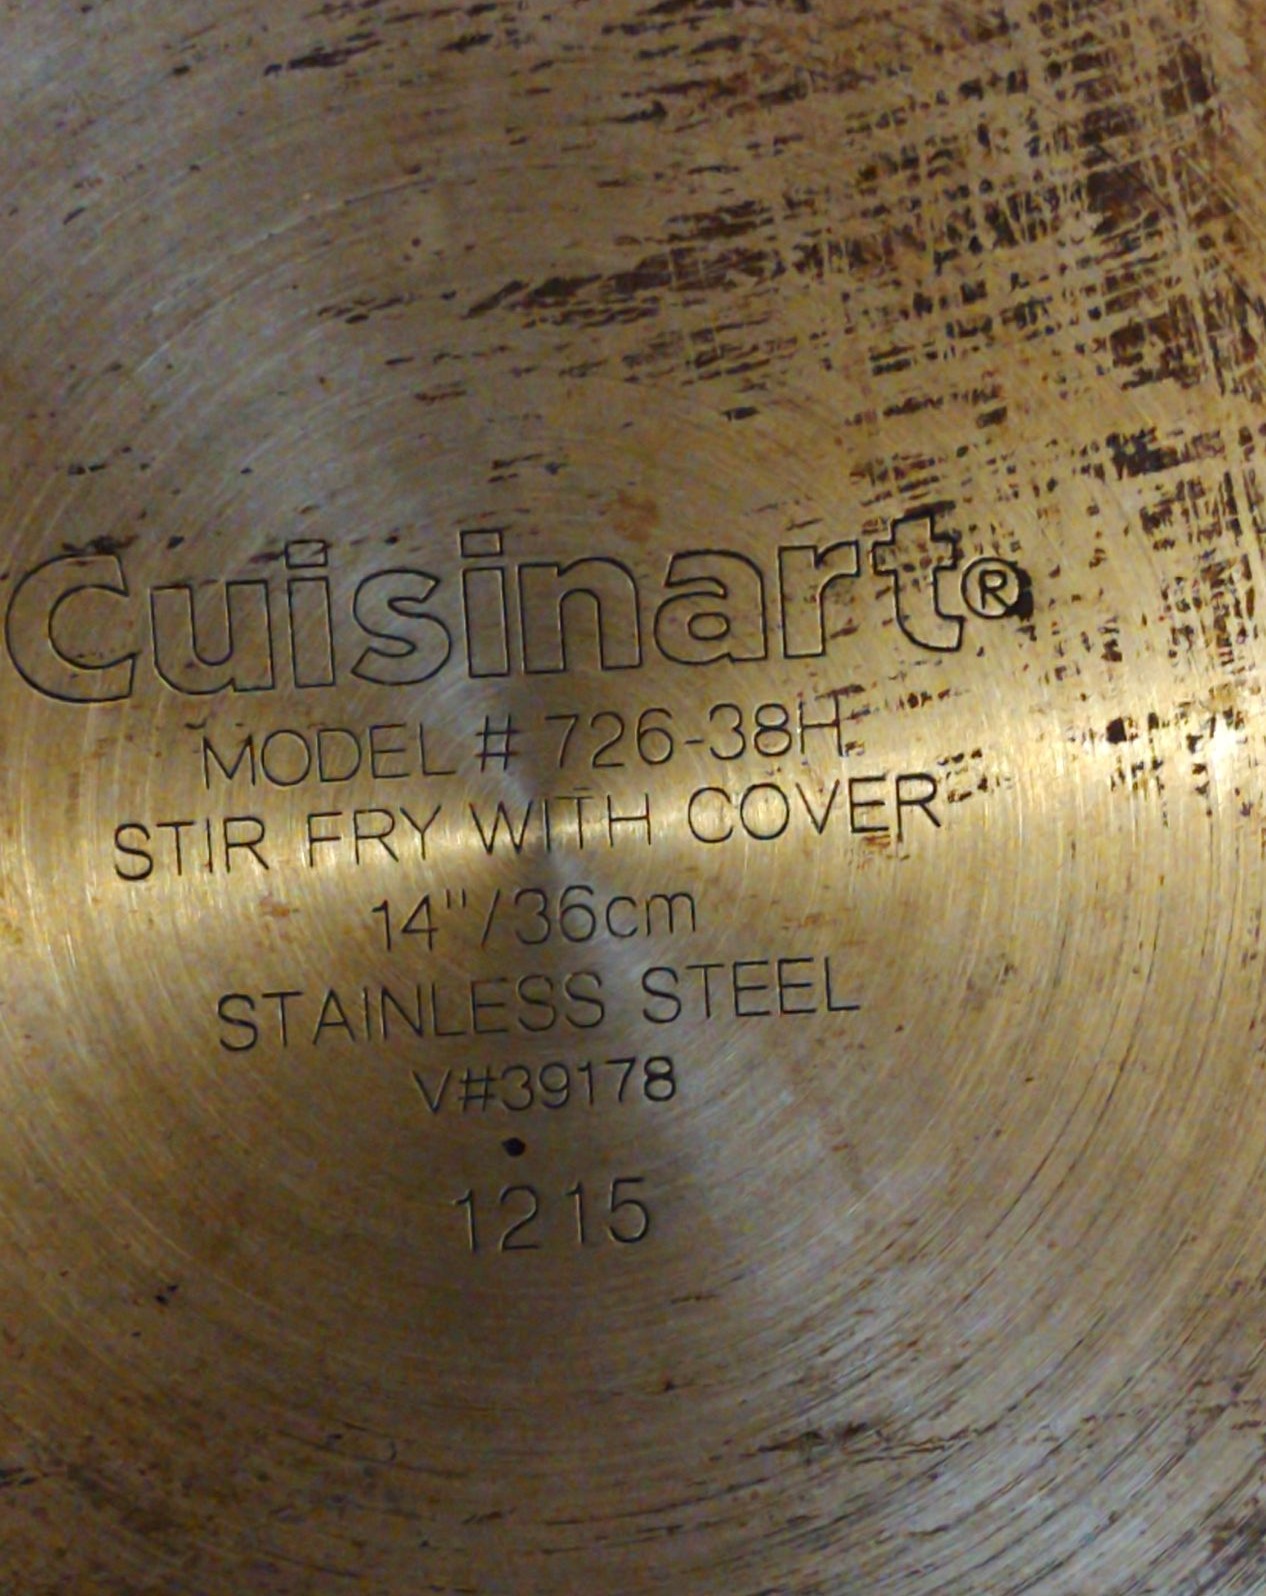 Cuisinart®
MODEL # 726-38H
STIR FRY WITH COVER
14"/36cm
STAINLESS STEEL
V#39178
1215